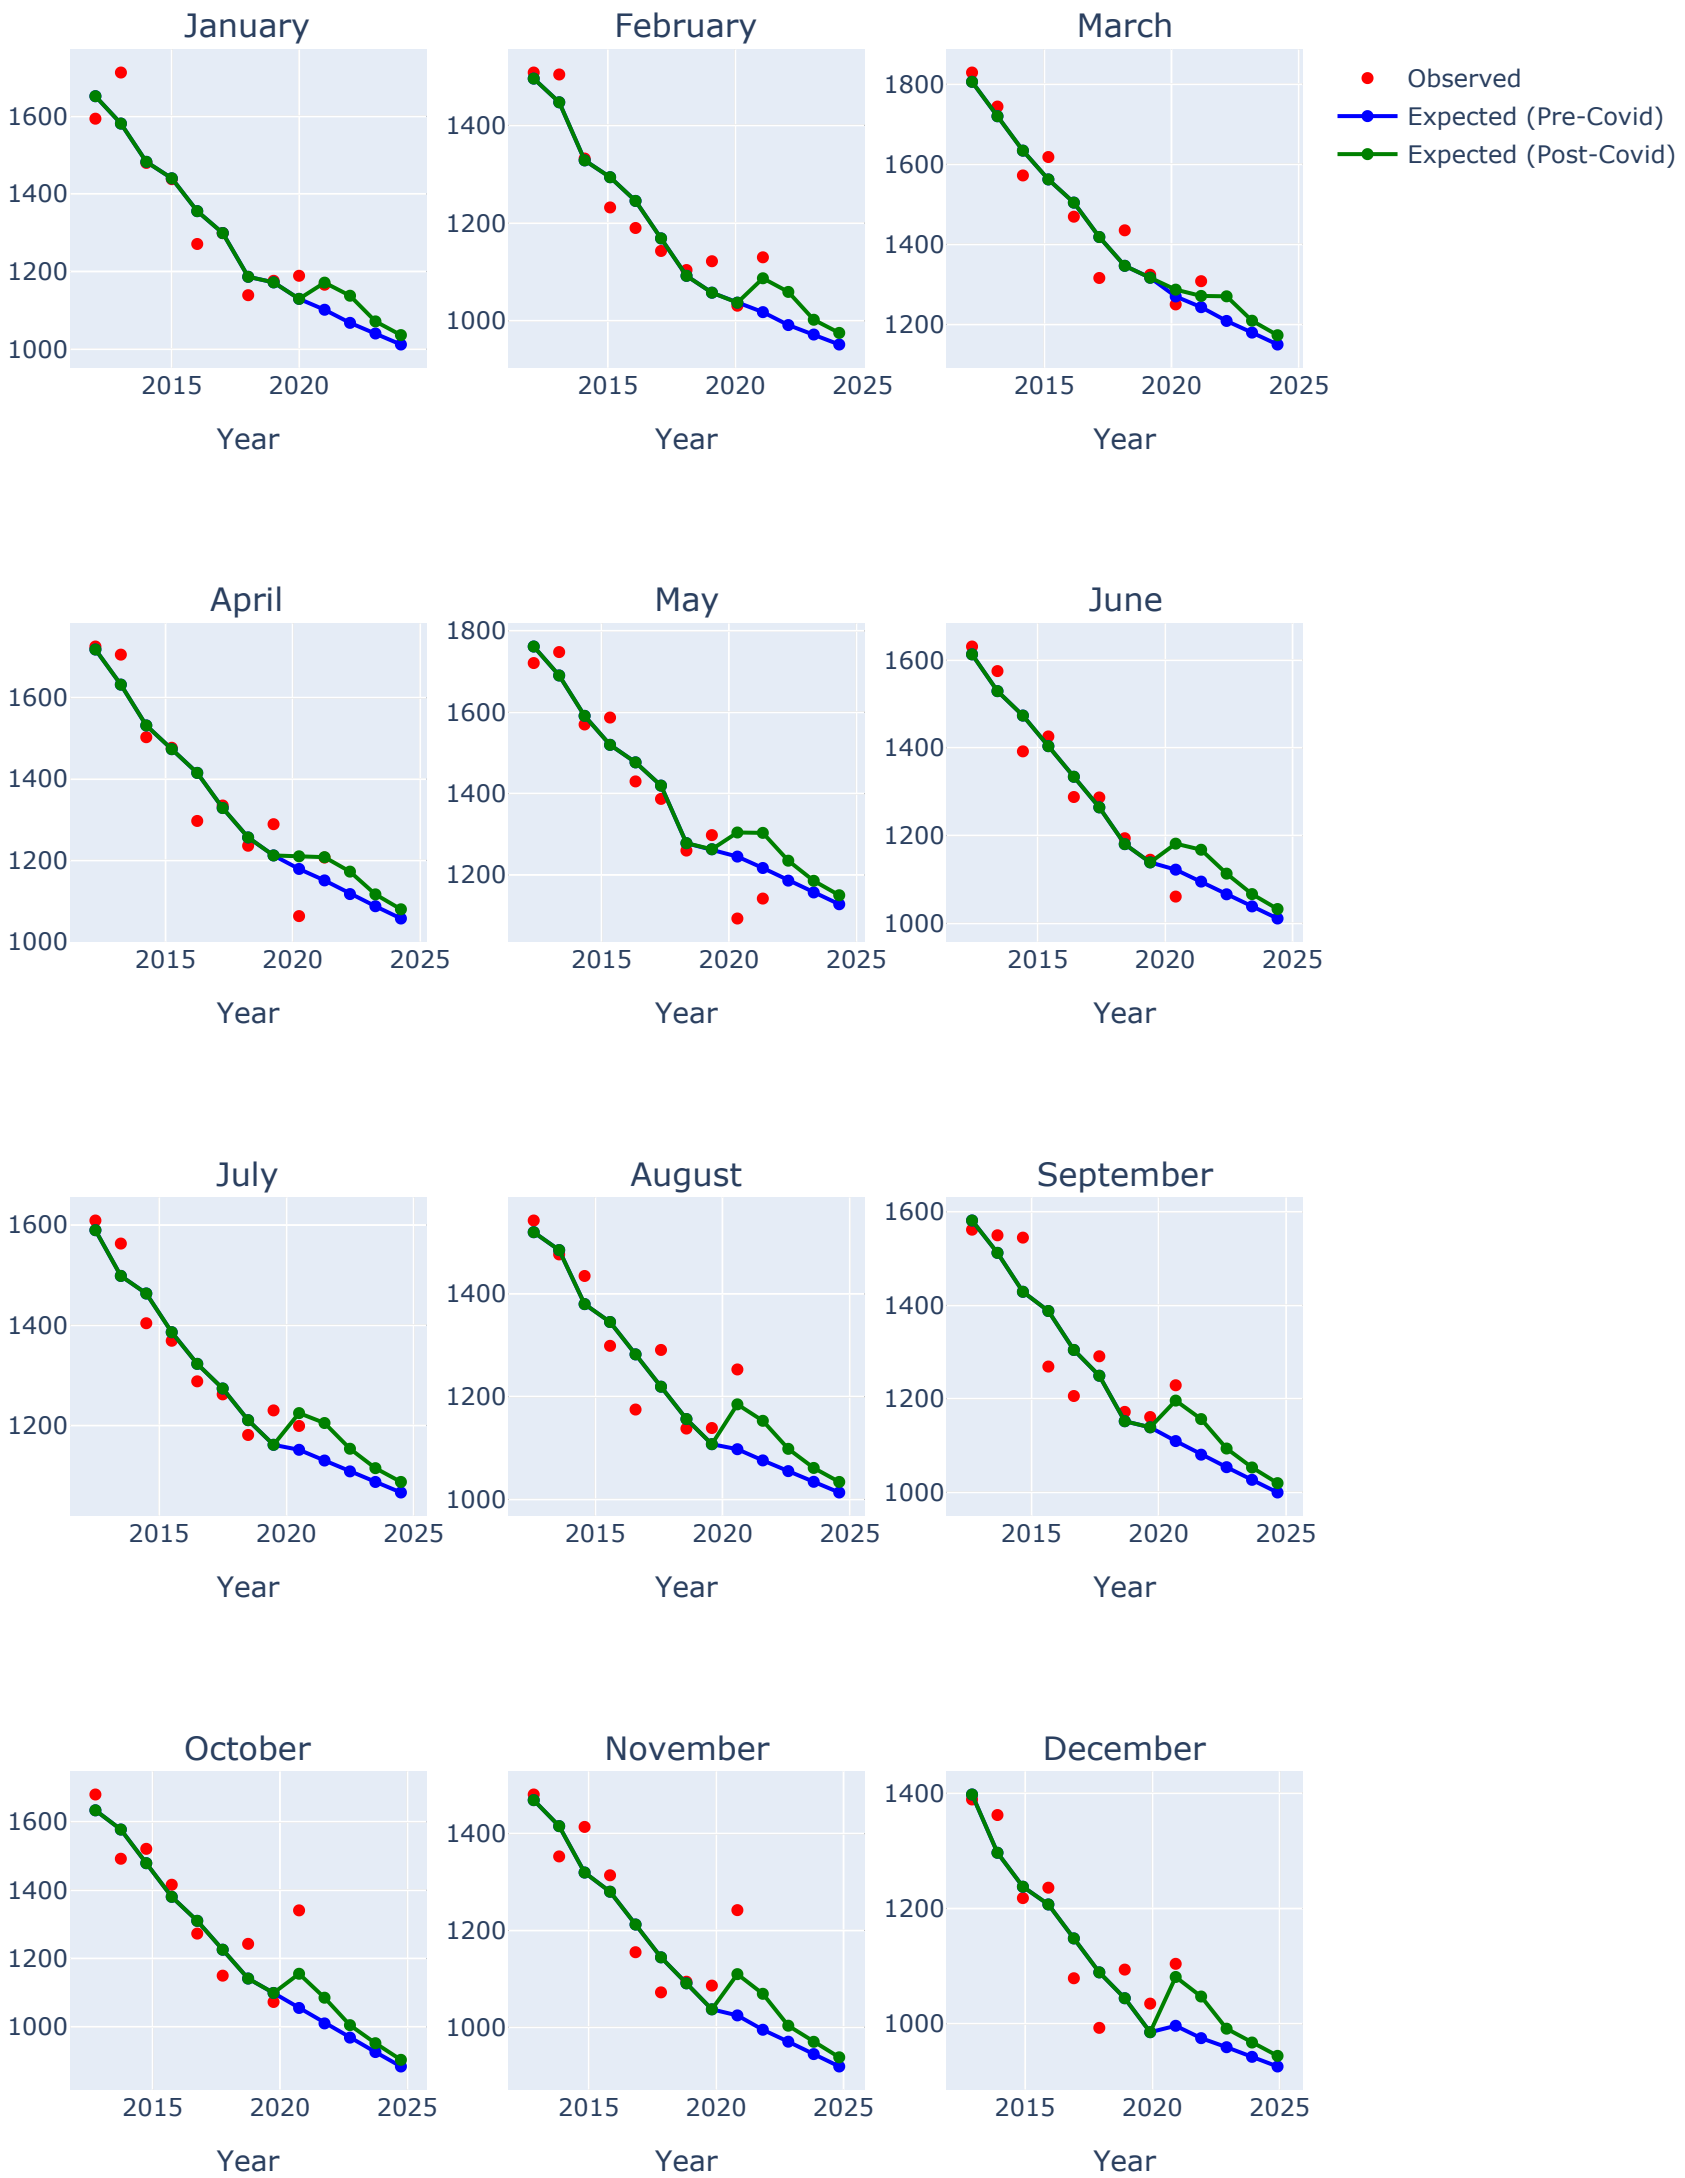 January
February
March
Observed
Expected (Pre-Covid)
Expected (Post-Covid)
1600
1400
1200
1000
1400
1200
1000
1800
1600
1400
1200
2015
2020
2015
2020
2025
2015
2020
2025
Year
Year
Year
April
May
June
1600
1400
1200
1000
1800
1600
1400
1200
1600
1400
1200
1000
2015
2020
2025
2015
2020
2025
2015
2020
2025
Year
Year
Year
July
August
September
1600
1400
1200
1400
1200
1000
1600
1400
1200
1000
2015
2020
2025
2015
2020
2025
2015
2020
2025
Year
Year
Year
October
November
December
1600
1400
1200
1000
1400
1200
1000
1400
1200
1000
2015
2020
2025
2015
2020
2025
2015
2020
2025
Year
Year
Year